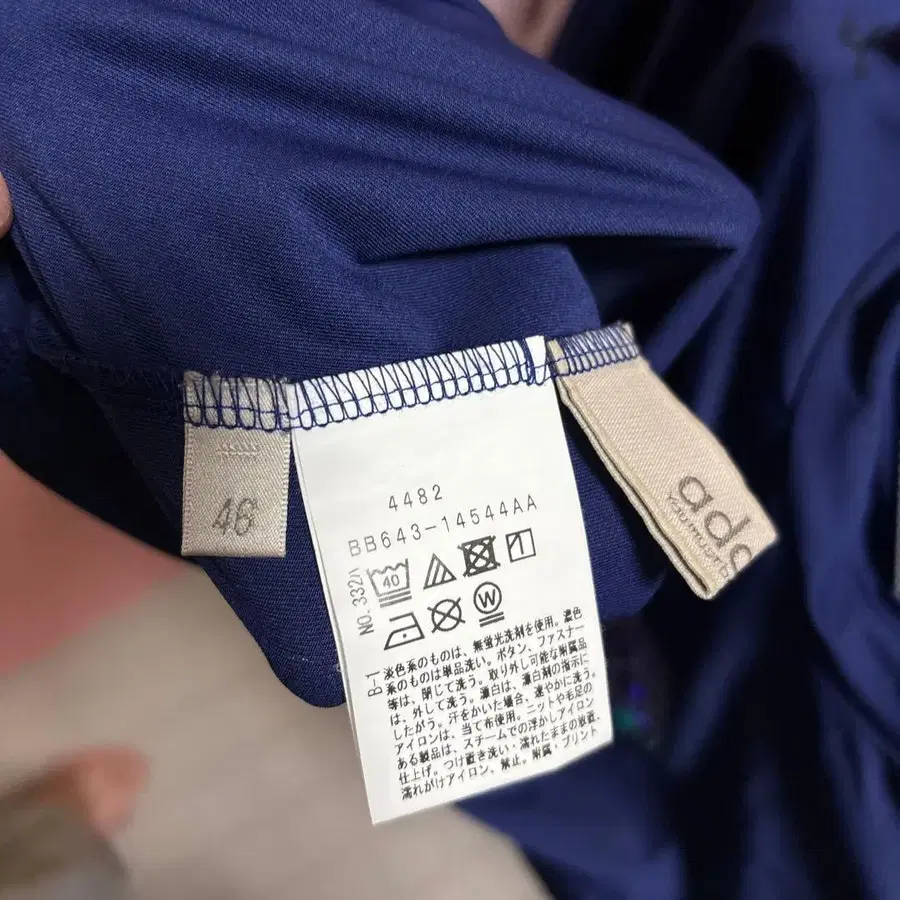 46
4482
BB643-14544AA
NO. 332
40
W
B-1
淡色系のものは、無蛍光洗剤を使用。濃色
系のものは単品洗い。ボタン、ファスナー
等は、閉じて洗う。取り外し可能な附属品
は、外して洗う。漂白は、漂白剤の指示に
したがう。汗をかいた場合、速やかに洗う。
アイロンは、当て布使用。ニットや毛足の
ある製品は、スチームでの浮かしアイロン
仕上げ。つけ置き洗い・濡れたままの放置、
濡れがけアイロン、禁止。附属・プリント